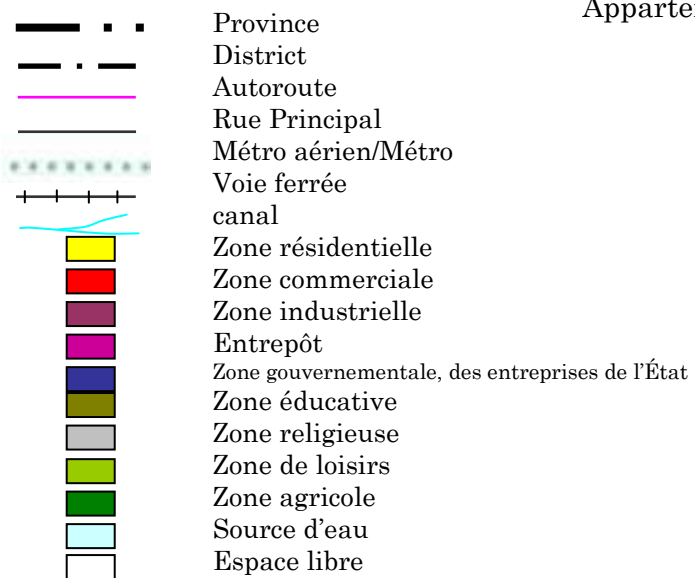 Province
District
Autoroute
Rue Principal
Métro aérien/Métro
Voie ferrée
canal
Zone résidentielle
Zone commerciale
Zone industrielle
Entrepôt
Zone gouvernementale, des entreprises de l’État
Zone éducative
Zone religieuse
Zone de loisirs
Zone agricole
Source d'eau
Espace libre